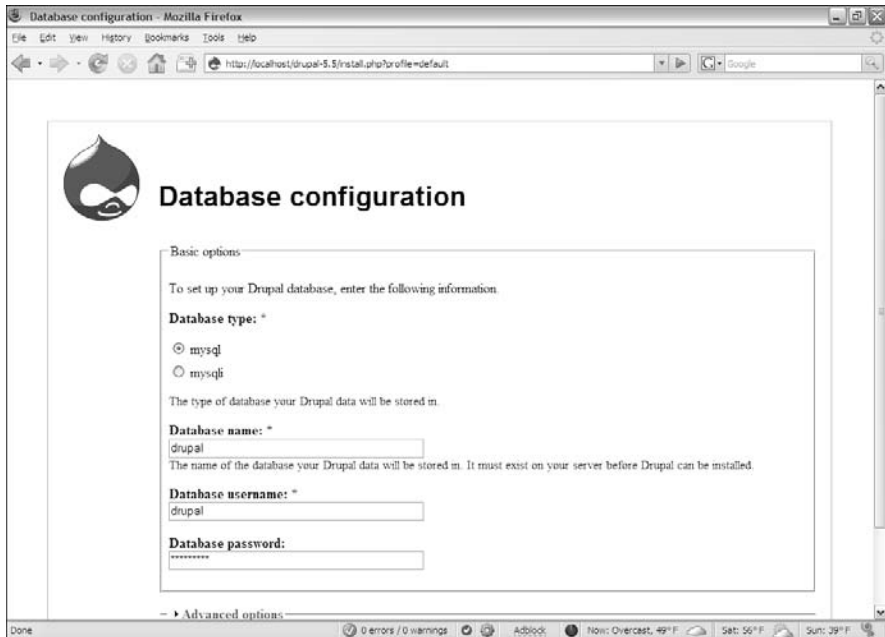 Database configuration - Mozilla Firefox
File Edit View History Bookmarks Tools Help
http://localhost/drupal-5.5/install.php?profile=default
G Google
Database configuration
Basic options
To set up your Drupal database, enter the following information.
Database type: *
mysql
mysqli
The type of database your Drupal data will be stored in.
Database name: *
drupal
The name of the database your Drupal data will be stored in. It must exist on your server before Drupal can be installed.
Database username: *
drupal
Database password:
*********
Advanced options
Done 0 errors / 0 warnings Adblock Now: Overcast, 49° F Sat: 56° F Sun: 39° F